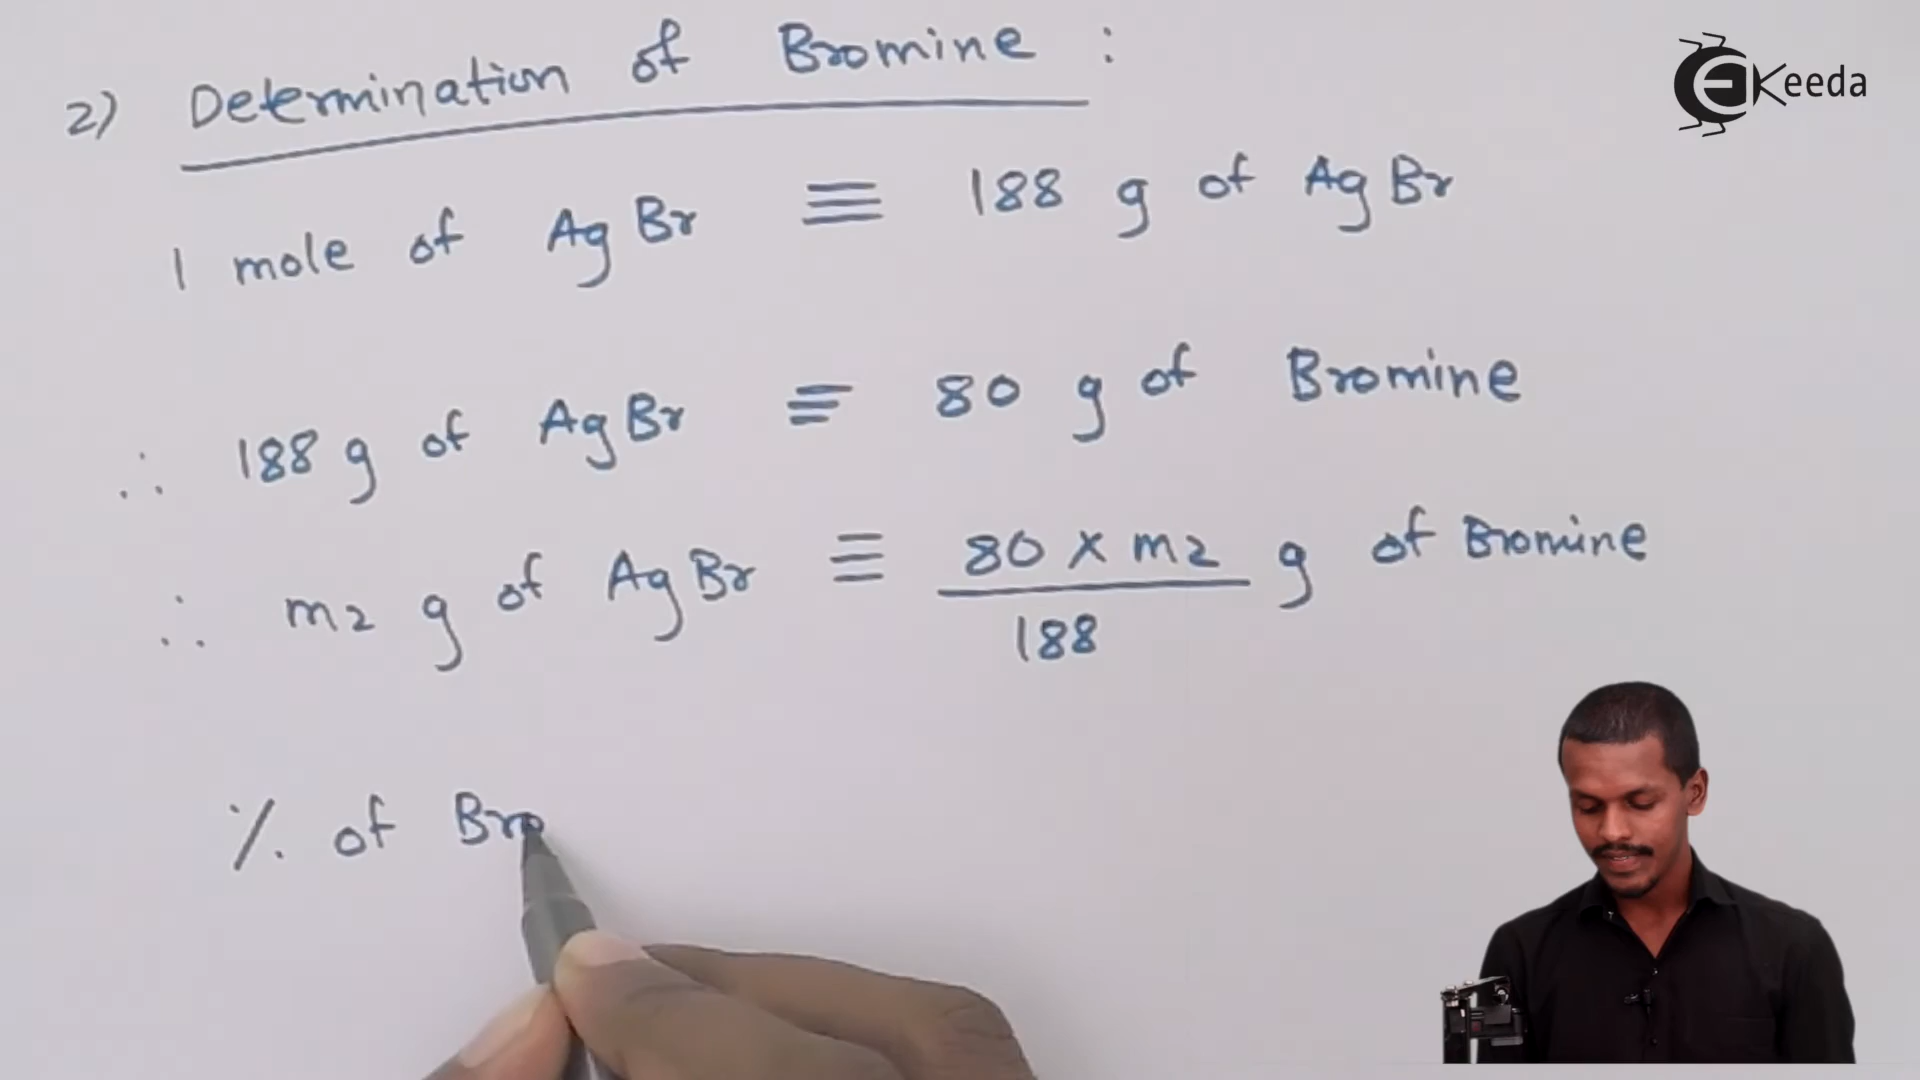 2) Determination of Bromine :
Keeda
1 mole of AgBr ≡ 188 g of AgBr
∴ 188 g of AgBr ≡ 80 g of Bromine
∴ m2 g of AgBr ≡ 80 x m2 g of Bromine
188
% of Bro